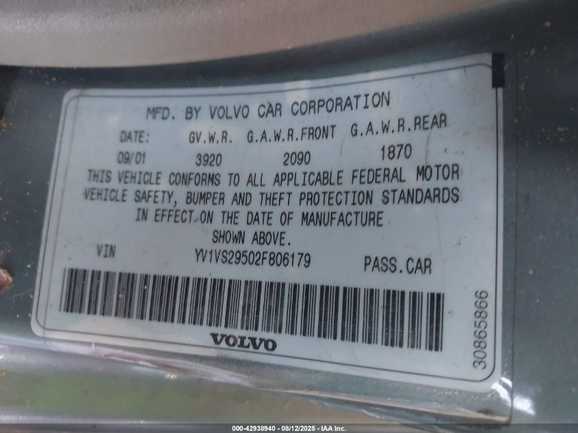 MFD. BY VOLVO CAR CORPORATION
DATE: GV.W.R. G.A.W.R.FRONT G.A.W.R.REAR
09/01 3920 2090 1870
THIS VEHICLE CONFORMS TO ALL APPLICABLE FEDERAL MOTOR
VEHICLE SAFETY, BUMPER AND THEFT PROTECTION STANDARDS
IN EFFECT ON THE DATE OF MANUFACTURE
SHOWN ABOVE.
VIN YV1VS29502F806179 PASS.CAR
VOLVO
30865866
000-42938940 - 08/12/2025 - IAA Inc.